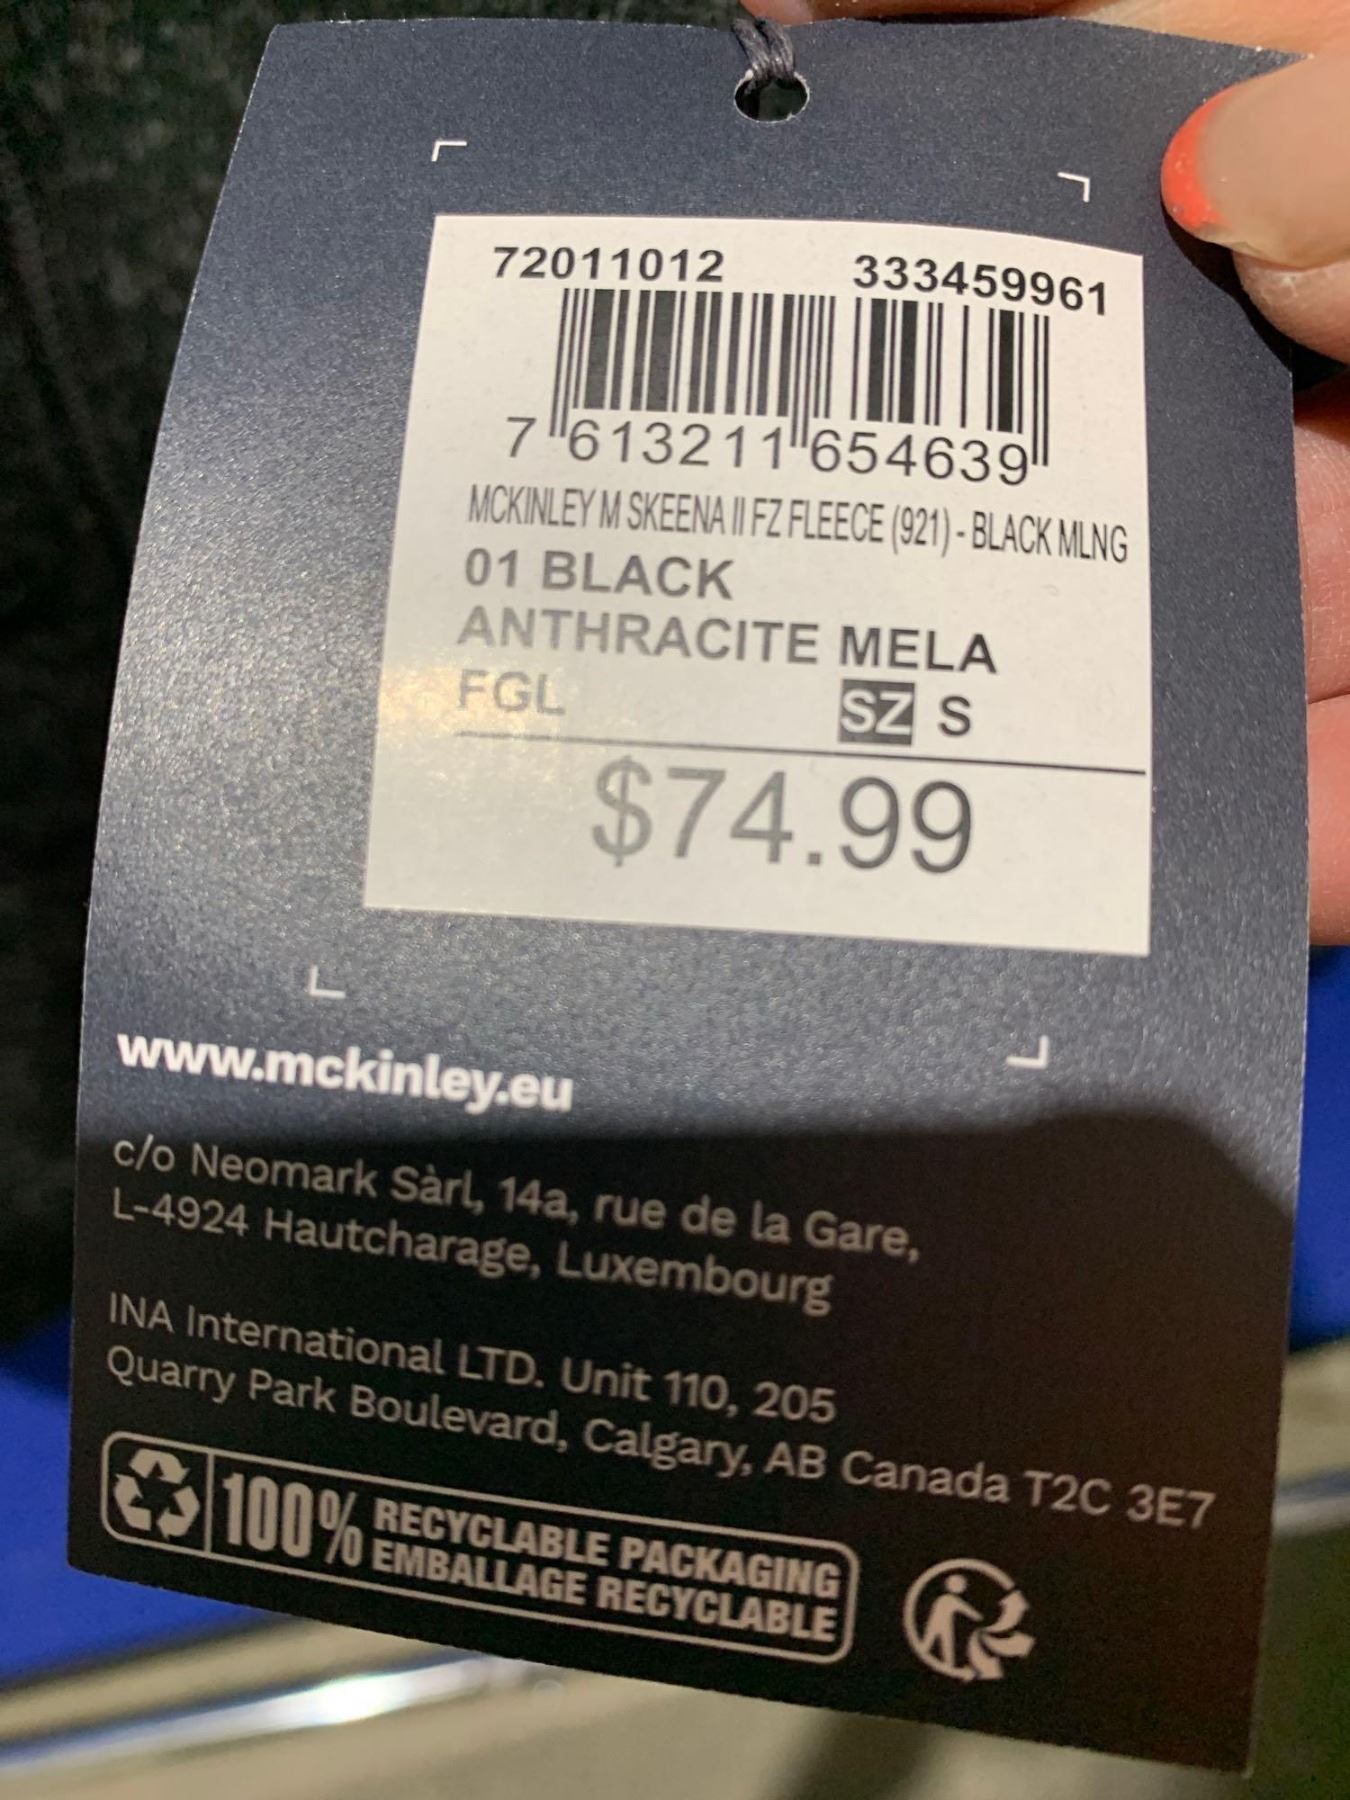 72011012 333459961
7 613211 654639
MCKINLEY M SKEENA II FZ FLEECE (921) - BLACK MLNG
01 BLACK
ANTHRACITE MELA
FGL SZ S
$74.99
www.mckinley.eu
c/o Neomark Sàrl, 14a, rue de la Gare,
L-4924 Hautcharage, Luxembourg
INA International LTD. Unit 110, 205
Quarry Park Boulevard, Calgary, AB Canada T2C 3E7
100% RECYCLABLE PACKAGING
EMBALLAGE RECYCLABLE